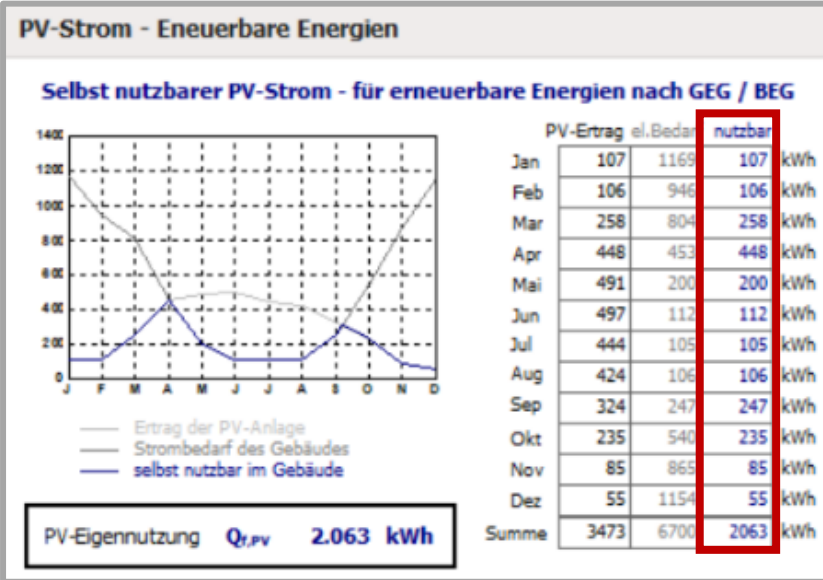 PV-Strom - Eneuerbare Energien
Selbst nutzbarer PV-Strom - für erneuerbare Energien nach GEG / BEG
1400
1200
1000
800
600
400
200
0
J F M A M J J A S O N D
Ertrag der PV-Anlage
Strombedarf des Gebäudes
selbst nutzbar im Gebäude
PV-Eigennutzung Qf,PV 2.063 kWh
PV-Ertrag el.Bedar nutzbar
Jan 107 1169 107 kWh
Feb 106 946 106 kWh
Mar 258 804 258 kWh
Apr 448 453 448 kWh
Mai 491 200 200 kWh
Jun 497 112 112 kWh
Jul 444 105 105 kWh
Aug 424 106 106 kWh
Sep 324 247 247 kWh
Okt 235 540 235 kWh
Nov 85 865 85 kWh
Dez 55 1154 55 kWh
Summe 3473 6700 2063 kWh